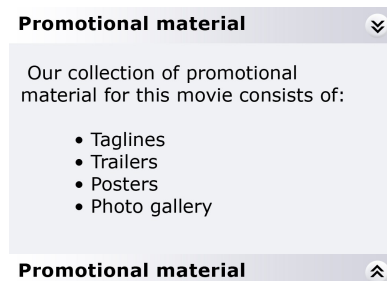 Promotional material
Our collection of promotional
material for this movie consists of:
• Taglines
• Trailers
• Posters
• Photo gallery
Promotional material